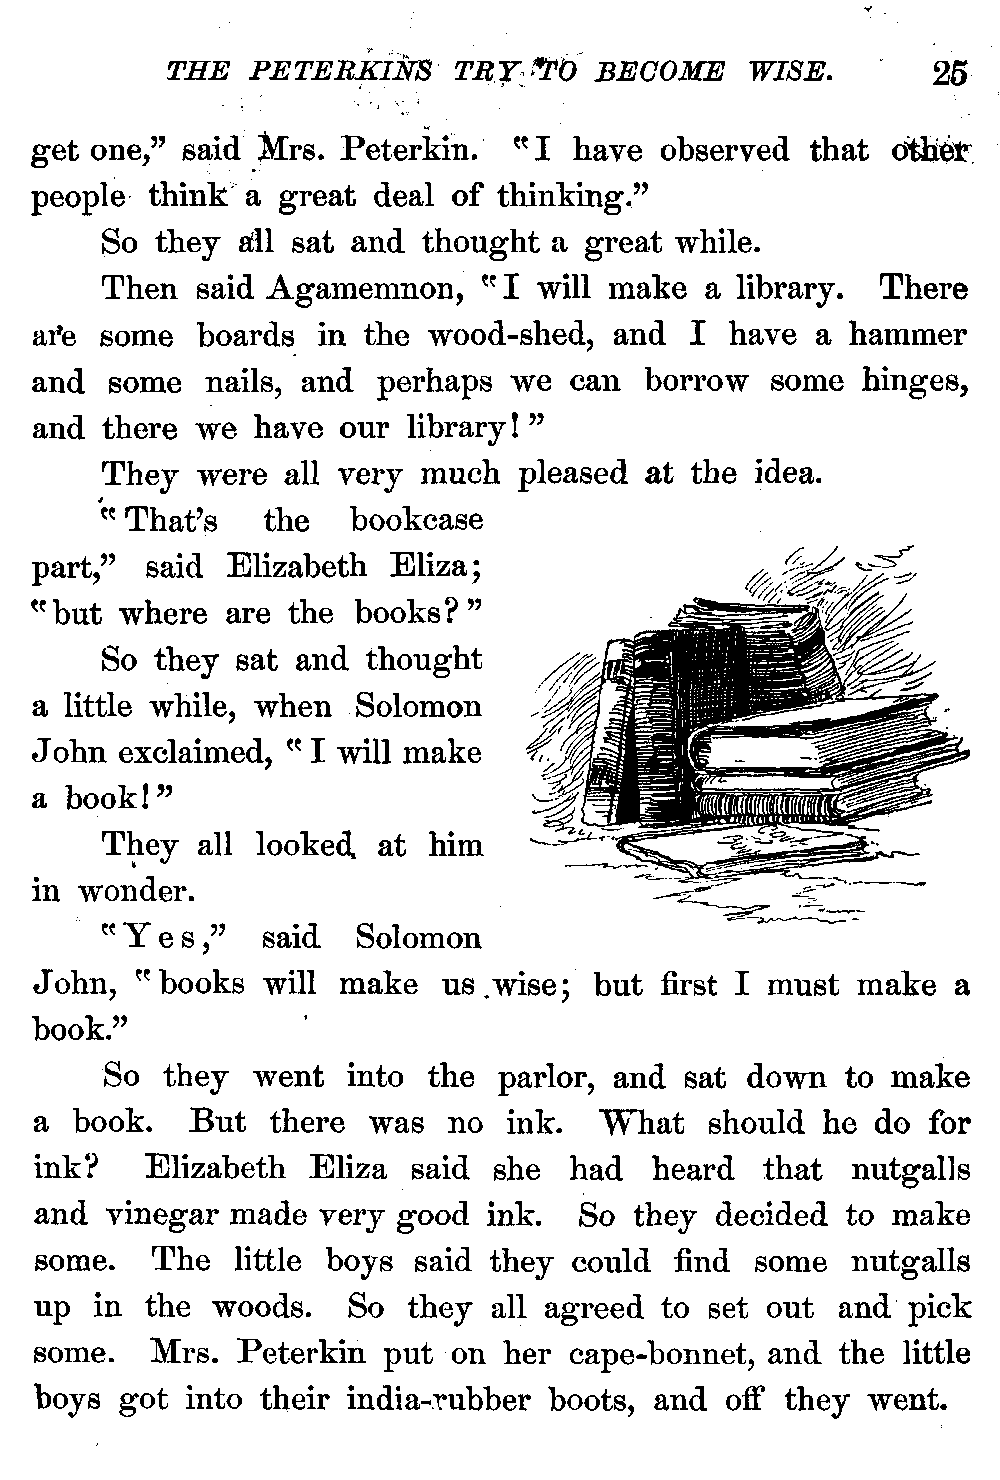 THE PETERKINS TRY TO BECOME WISE. 25
get one,” said Mrs. Peterkin. “I have observed that other
people think a great deal of thinking.”
So they all sat and thought a great while.
Then said Agamemnon, “I will make a library. There
are some boards in the wood-shed, and I have a hammer
and some nails, and perhaps we can borrow some hinges,
and there we have our library!”
They were all very much pleased at the idea.
“That’s the bookcase
part,” said Elizabeth Eliza;
“but where are the books?”
So they sat and thought
a little while, when Solomon
John exclaimed, “I will make
a book!”
They all looked at him
in wonder.
“Yes,” said Solomon
John, “books will make us wise; but first I must make a
book.”
So they went into the parlor, and sat down to make
a book. But there was no ink. What should he do for
ink? Elizabeth Eliza said she had heard that nutgalls
and vinegar made very good ink. So they decided to make
some. The little boys said they could find some nutgalls
up in the woods. So they all agreed to set out and pick
some. Mrs. Peterkin put on her cape-bonnet, and the little
boys got into their india-rubber boots, and off they went.